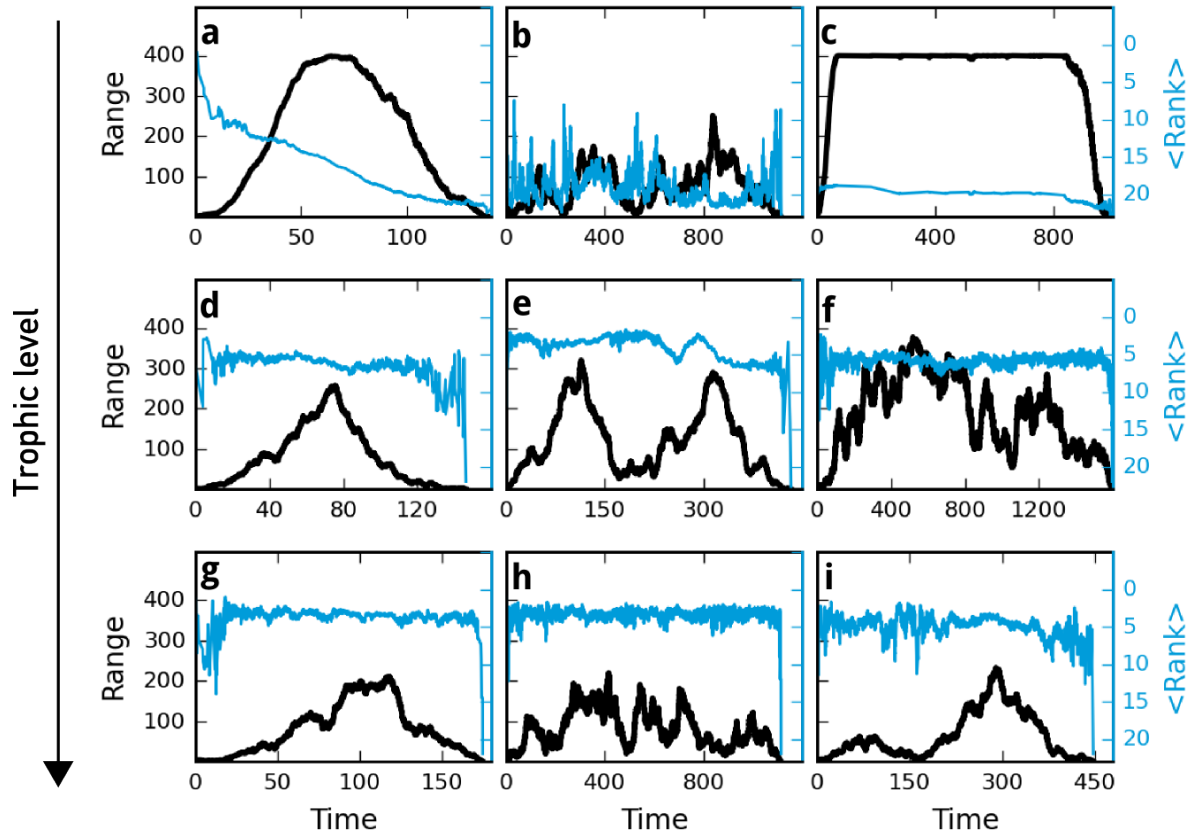 a b c
400 300 200 100
Range
0 50 100
0 400 800
0 400 800
0 5 10 15 20
<Rank>
Trophic level
d e f
400 300 200 100
Range
0 40 80 120
0 150 300
0 400 800 1200
0 5 10 15 20
<Rank>
g h i
400 300 200 100
Range
0 50 100 150
0 400 800
0 150 300 450
0 5 10 15 20
<Rank>
Time Time Time